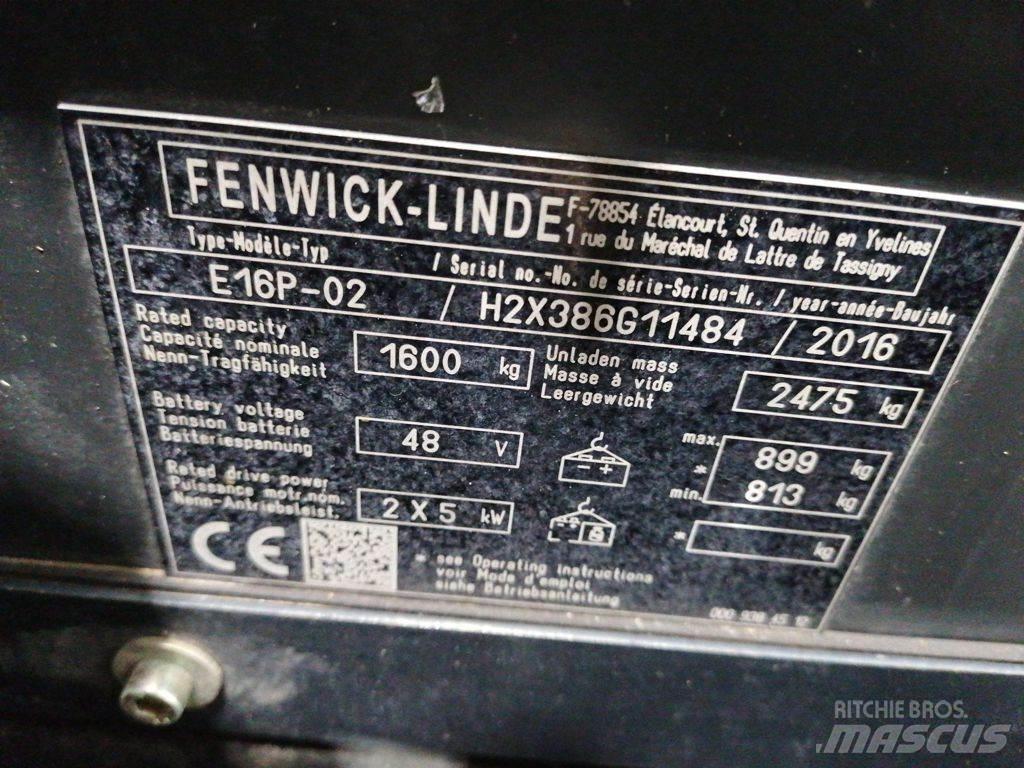 FENWICK-LINDE
F-78854 Élancourt, St. Quentin en Yvelines
1 rue du Maréchal de Lattre de Tassigny
Type-Modèle-Typ / Serial no.-No. de série-Serien-Nr. / year-année-Baujahr
E16P-02 / H2X386G11484 / 2016
Rated capacity
Capacité nominale
Nenn-Tragfähigkeit
1600 kg
Unladen mass
Masse à vide
Leergewicht
2475 kg
Battery voltage
Tension batterie
Batteriespannung
48 V
- +
max. 899 kg
*
min. 813 kg
Rated drive power
Puissance motr.nom.
Nenn-Antriebsleist.
2 X 5 kW
* kg
CE
* see Operating instructions
voir Mode d'emploi
siehe Betriebsanleitung
000 938 45 12
RITCHIE BROS.
MASCUS